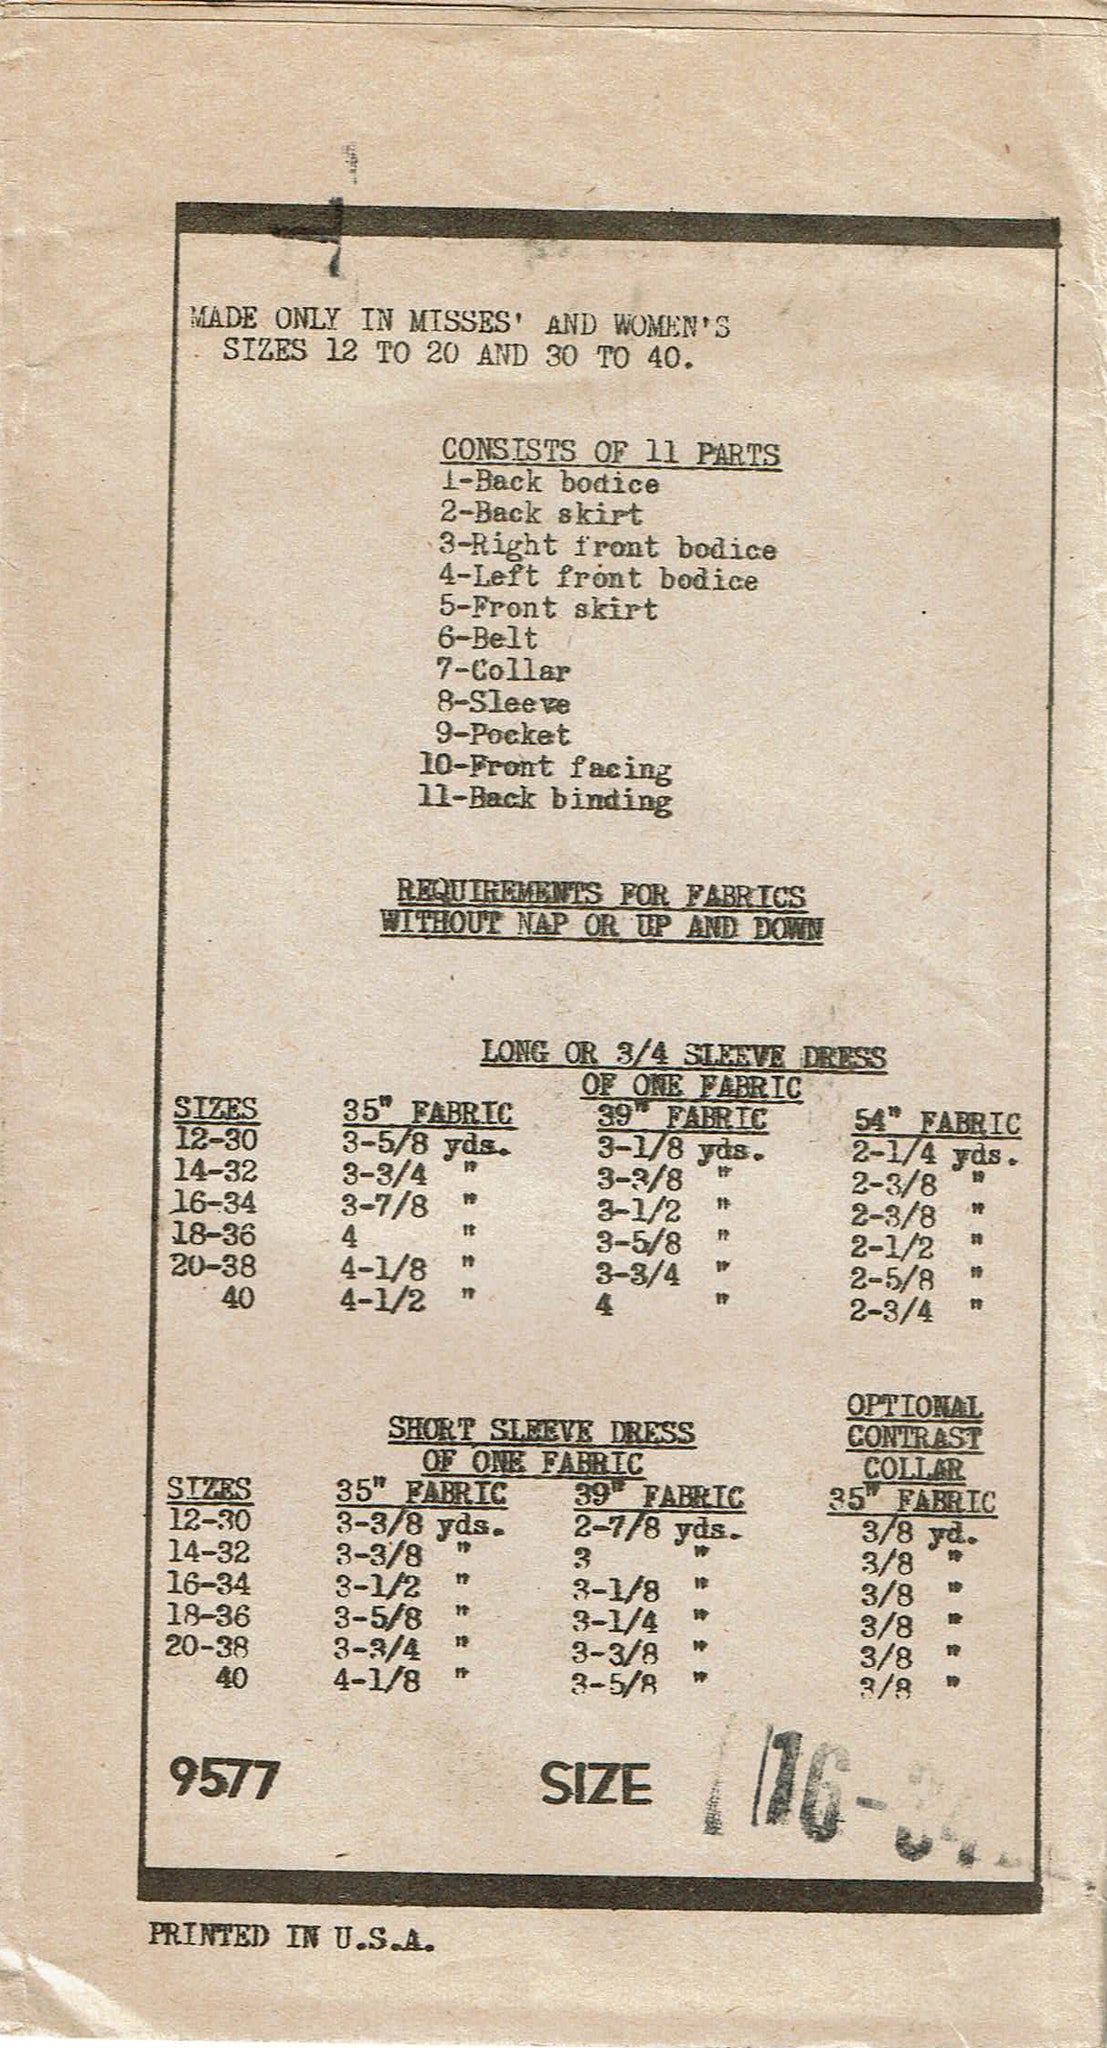 MADE ONLY IN MISSES' AND WOMEN'S
SIZES 12 TO 20 AND 30 TO 40.
CONSISTS OF 11 PARTS
1-Back bodice
2-Back skirt
3-Right front bodice
4-Left front bodice
5-Front skirt
6-Belt
7-Collar
8-Sleeve
9-Pocket
10-Front facing
11-Back binding
REQUIREMENTS FOR FABRICS
WITHOUT NAP OR UP AND DOWN
LONG OR 3/4 SLEEVE DRESS
OF ONE FABRIC
SIZES 35" FABRIC 39" FABRIC 54" FABRIC
12-30 3-5/8 yds. 3-1/8 yds. 2-1/4 yds.
14-32 3-3/4 " 3-3/8 " 2-3/8 "
16-34 3-7/8 " 3-1/2 " 2-3/8 "
18-36 4 " 3-5/8 " 2-1/2 "
20-38 4-1/8 " 3-3/4 " 2-5/8 "
40 4-1/2 " 4 " 2-3/4 "
OPTIONAL
SHORT SLEEVE DRESS CONTRAST
OF ONE FABRIC COLLAR
SIZES 35" FABRIC 39" FABRIC 35" FABRIC
12-30 3-3/8 yds. 2-7/8 yds. 3/8 yd.
14-32 3-3/8 " 3 " 3/8 "
16-34 3-1/2 " 3-1/8 " 3/8 "
18-36 3-5/8 " 3-1/4 " 3/8 "
20-38 3-3/4 " 3-3/8 " 3/8 "
40 4-1/8 " 3-5/8 " 3/8 "
9577 SIZE 16-34
PRINTED IN U.S.A.